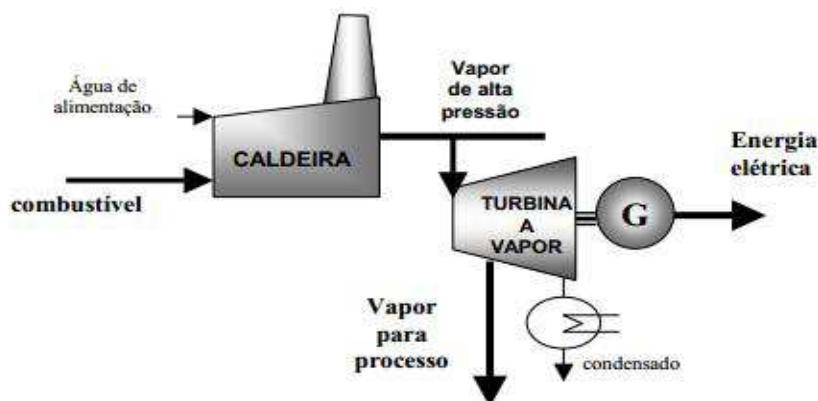 Água de
alimentação
combustível
CALDEIRA
Vapor
de alta
pressão
TURBINA
A
VAPOR
G
Energia
elétrica
Vapor
para
processo
condensado